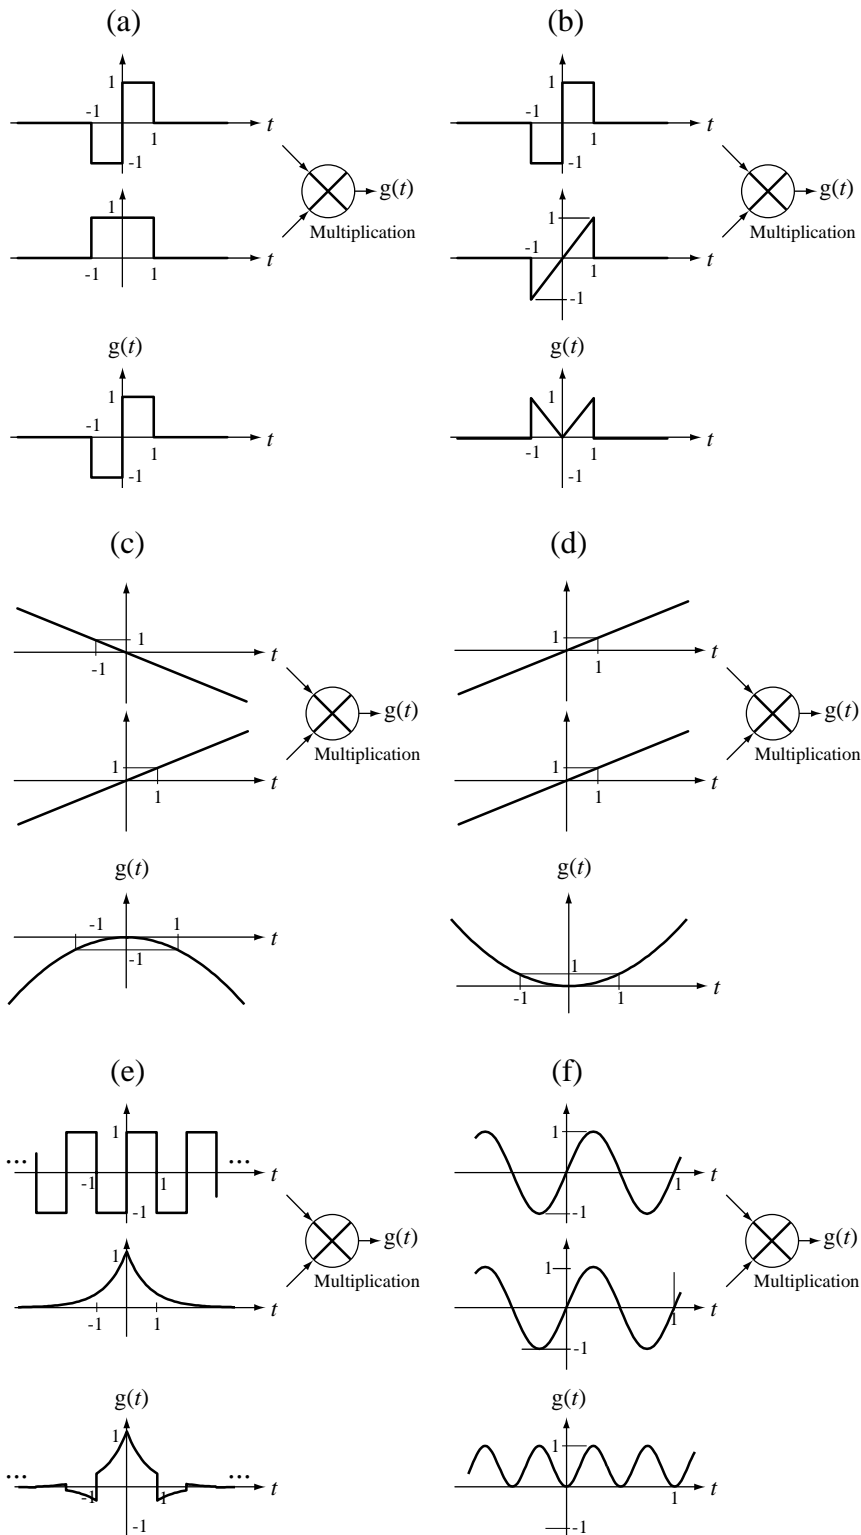 (a) (b)
1 1
-1 t -1 t
1 1
-1 g(t) -1 g(t)
1 Multiplication 1 Multiplication
-1 1 t -1 1 t
-1
g(t)
1 1
-1 t t
1 -1 1
-1 -1
(c) (d)
1 1
-1 t 1 t
g(t) g(t)
1 Multiplication 1 Multiplication
1 t 1 t
g(t) g(t)
-1 1 t
-1 1
-1 1 t
(e) (f)
1 1
... -1 1 ... t 1 t
-1 -1
g(t) g(t)
1 Multiplication 1 Multiplication
-1 1 t 1 t
-1
g(t) g(t)
1 1
... -1 1 ... t 1 t
-1 -1